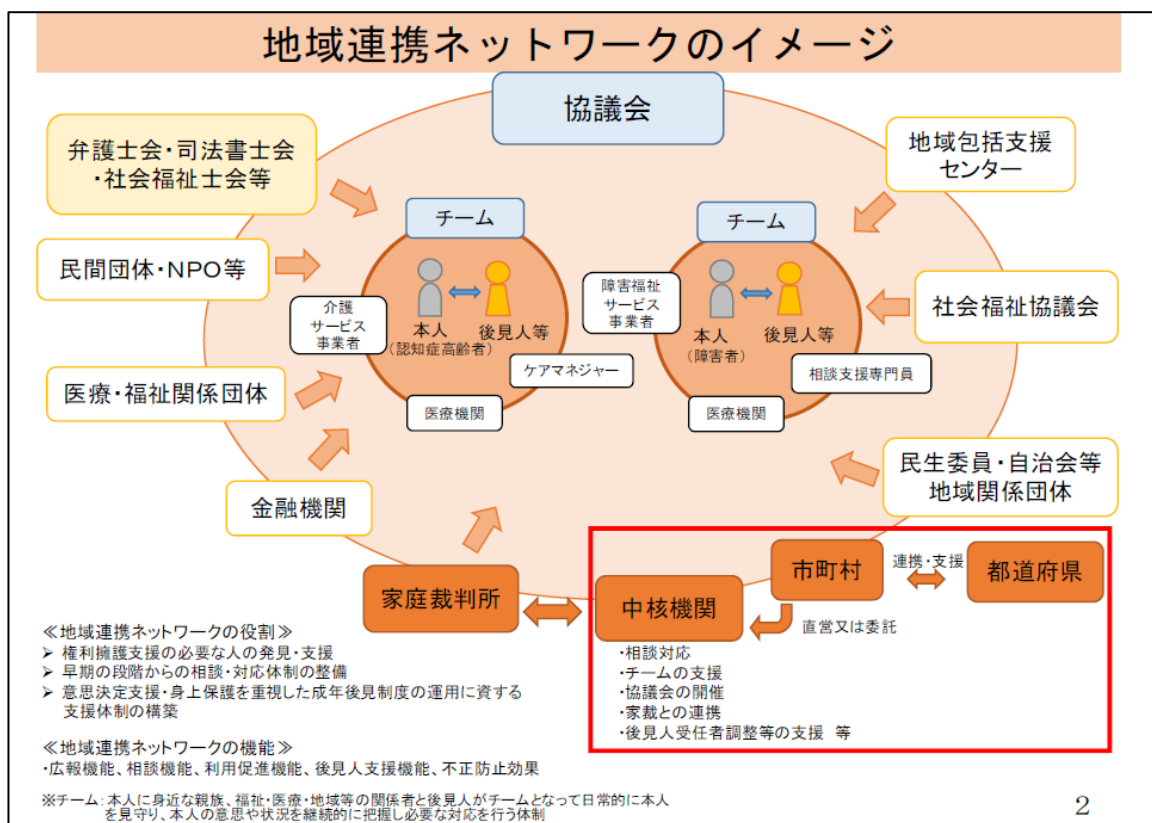 地域連携ネットワークのイメージ
協議会
弁護士会・司法書士会
・社会福祉士会等
地域包括支援
センター
チーム
チーム
民間団体・NPO等
介護
サービス
事業者
本人
(認知症高齢者)
後見人等
ケアマネジャー
医療機関
障害福祉
サービス
事業者
本人
(障害者)
後見人等
相談支援専門員
医療機関
社会福祉協議会
医療・福祉関係団体
金融機関
民生委員・自治会等
地域関係団体
家庭裁判所
中核機関
市町村
連携・支援
都道府県
直営又は委託
・相談対応
・チームの支援
・協議会の開催
・家裁との連携
・後見人受任者調整等の支援 等
≪地域連携ネットワークの役割≫
➢ 権利擁護支援の必要な人の発見・支援
➢ 早期の段階からの相談・対応体制の整備
➢ 意思決定支援・身上保護を重視した成年後見制度の運用に資する
支援体制の構築
≪地域連携ネットワークの機能≫
・広報機能、相談機能、利用促進機能、後見人支援機能、不正防止効果
※チーム:本人に身近な親族、福祉・医療・地域等の関係者と後見人がチームとなって日常的に本人
を見守り、本人の意思や状況を継続的に把握し必要な対応を行う体制
2